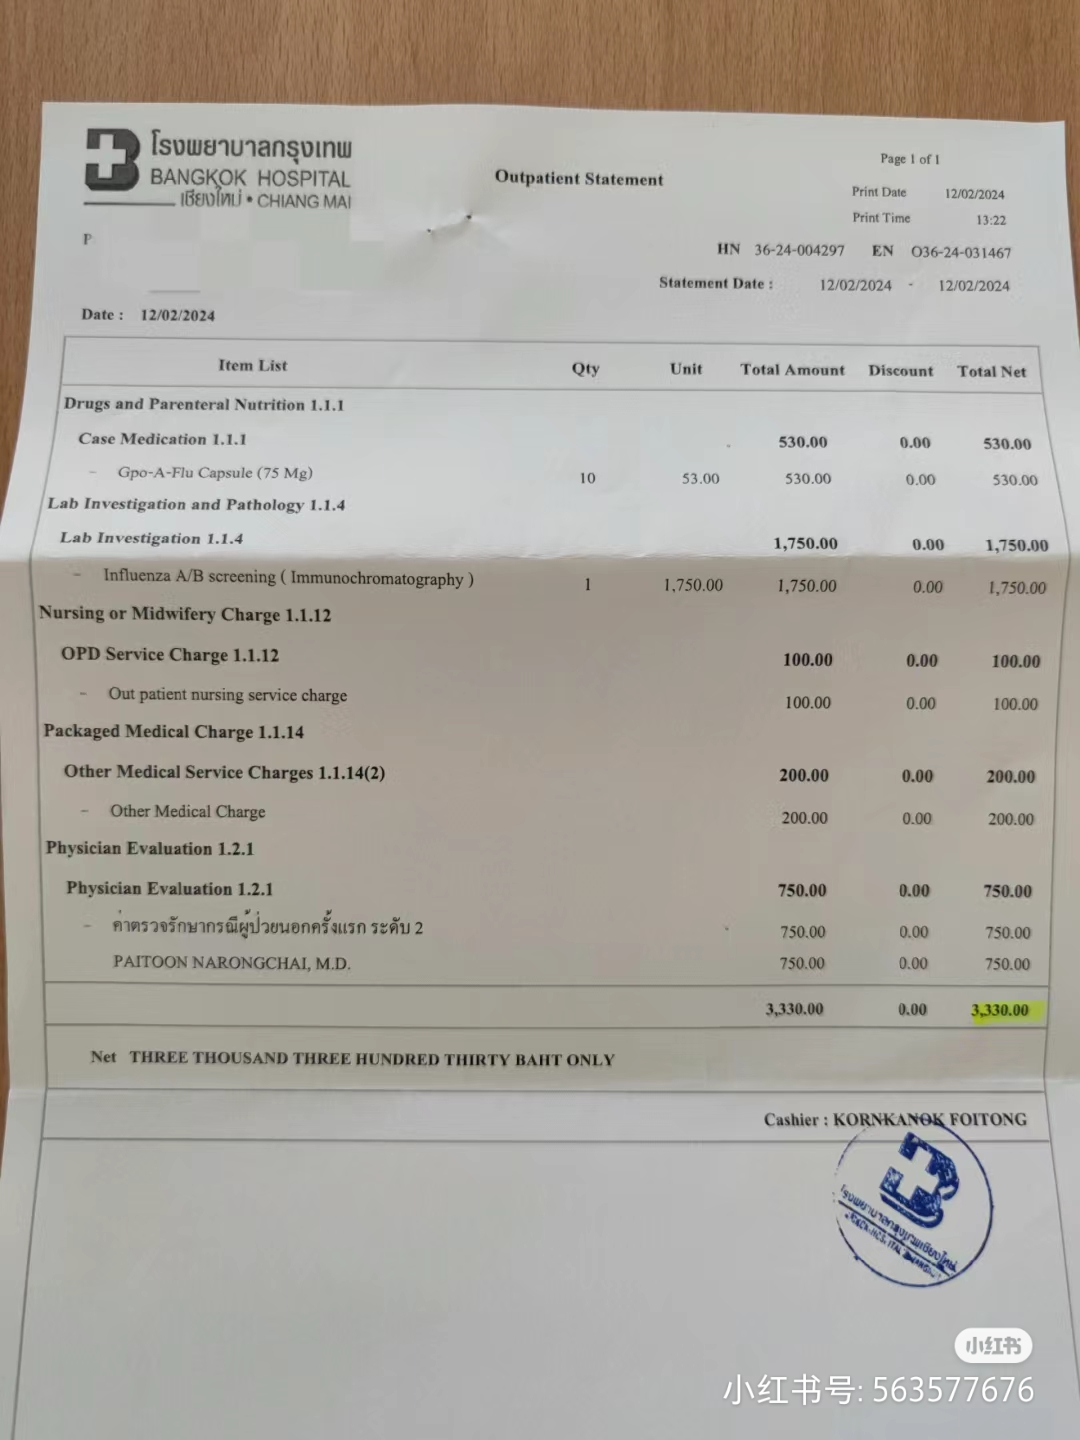 โรงพยาบาลกรุงเทพ
BANGKOK HOSPITAL
เชียงใหม่ • CHIANG MAI
Outpatient Statement
Page 1 of 1
Print Date 12/02/2024
Print Time 13:22
P
HN 36-24-004297 EN O36-24-031467
Statement Date : 12/02/2024 - 12/02/2024
Date : 12/02/2024
Item List Qty Unit Total Amount Discount Total Net
Drugs and Parenteral Nutrition 1.1.1
Case Medication 1.1.1 530.00 0.00 530.00
- Gpo-A-Flu Capsule (75 Mg) 10 53.00 530.00 0.00 530.00
Lab Investigation and Pathology 1.1.4
Lab Investigation 1.1.4 1,750.00 0.00 1,750.00
- Influenza A/B screening ( Immunochromatography ) 1 1,750.00 1,750.00 0.00 1,750.00
Nursing or Midwifery Charge 1.1.12
OPD Service Charge 1.1.12 100.00 0.00 100.00
- Out patient nursing service charge 100.00 0.00 100.00
Packaged Medical Charge 1.1.14
Other Medical Service Charges 1.1.14(2) 200.00 0.00 200.00
- Other Medical Charge 200.00 0.00 200.00
Physician Evaluation 1.2.1
Physician Evaluation 1.2.1 750.00 0.00 750.00
- ค่าตรวจรักษากรณีผู้ป่วยนอกครั้งแรก ระดับ 2 750.00 0.00 750.00
PAITOON NARONGCHAI, M.D. 750.00 0.00 750.00
3,330.00 0.00 3,330.00
Net THREE THOUSAND THREE HUNDRED THIRTY BAHT ONLY
Cashier : KORNKANOK FOITONG
โรงพยาบาลกรุงเทพเชียงใหม่
小红书
小红书号: 563577676